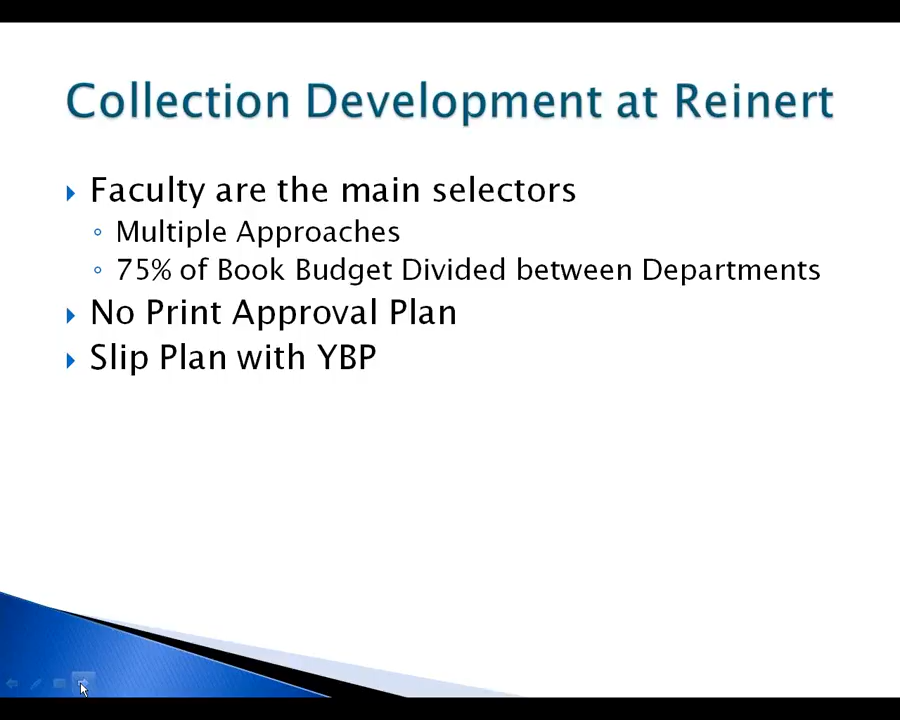 Collection Development at Reinert
Faculty are the main selectors
Multiple Approaches
75% of Book Budget Divided between Departments
No Print Approval Plan
Slip Plan with YBP